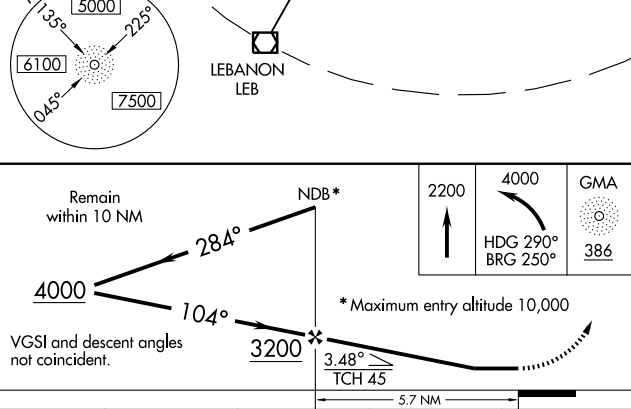 5000
135°
225°
6100
045°
7500
LEBANON
LEB
Remain
within 10 NM
NDB*
284°
4000
104°
VGSI and descent angles
not coincident.
3200
3.48°
TCH 45
*Maximum entry altitude 10,000
5.7 NM
2200
4000
HDG 290°
BRG 250°
GMA
386